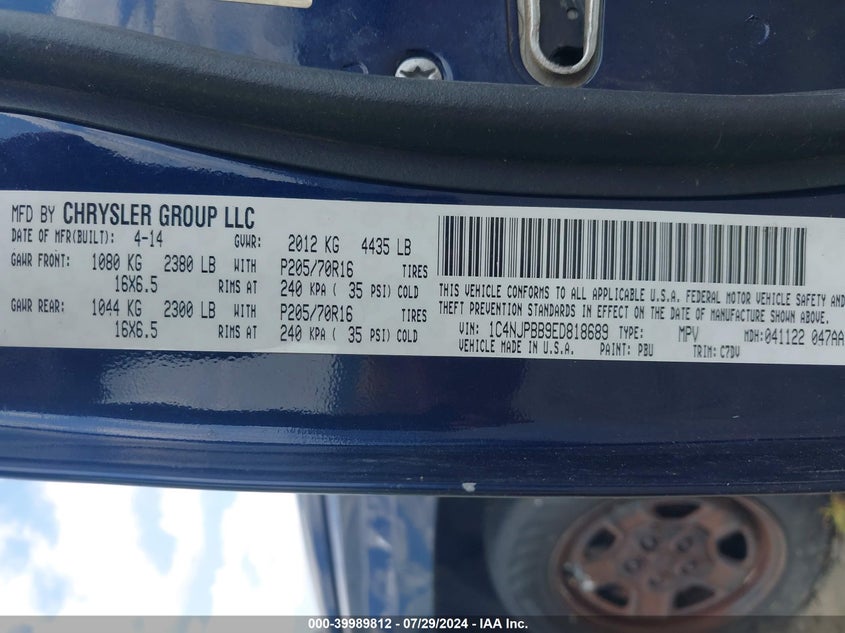 MFD BY CHRYSLER GROUP LLC
DATE OF MFR(BUILT): 4-14 GVWR: 2012 KG 4435 LB
GAWR FRONT: 1080 KG 2380 LB WITH P205/70R16 TIRES
16X6.5 RIMS AT 240 KPA ( 35 PSI) COLD
GAWR REAR: 1044 KG 2300 LB WITH P205/70R16 TIRES
16X6.5 RIMS AT 240 KPA ( 35 PSI) COLD
THIS VEHICLE CONFORMS TO ALL APPLICABLE U.S.A. FEDERAL MOTOR VEHICLE SAFETY AND
THEFT PREVENTION STANDARDS IN EFFECT ON THE DATE OF MANUFACTURE SHOWN ABOVE.
VIN: 1C4NJPBB9ED818689 TYPE: MPV MDH:041122 047AA
VEHICLE MADE IN U.S.A. PAINT: PBU TRIM: C7DV
000-39989812 / 07/29/2024 / IAA Inc.